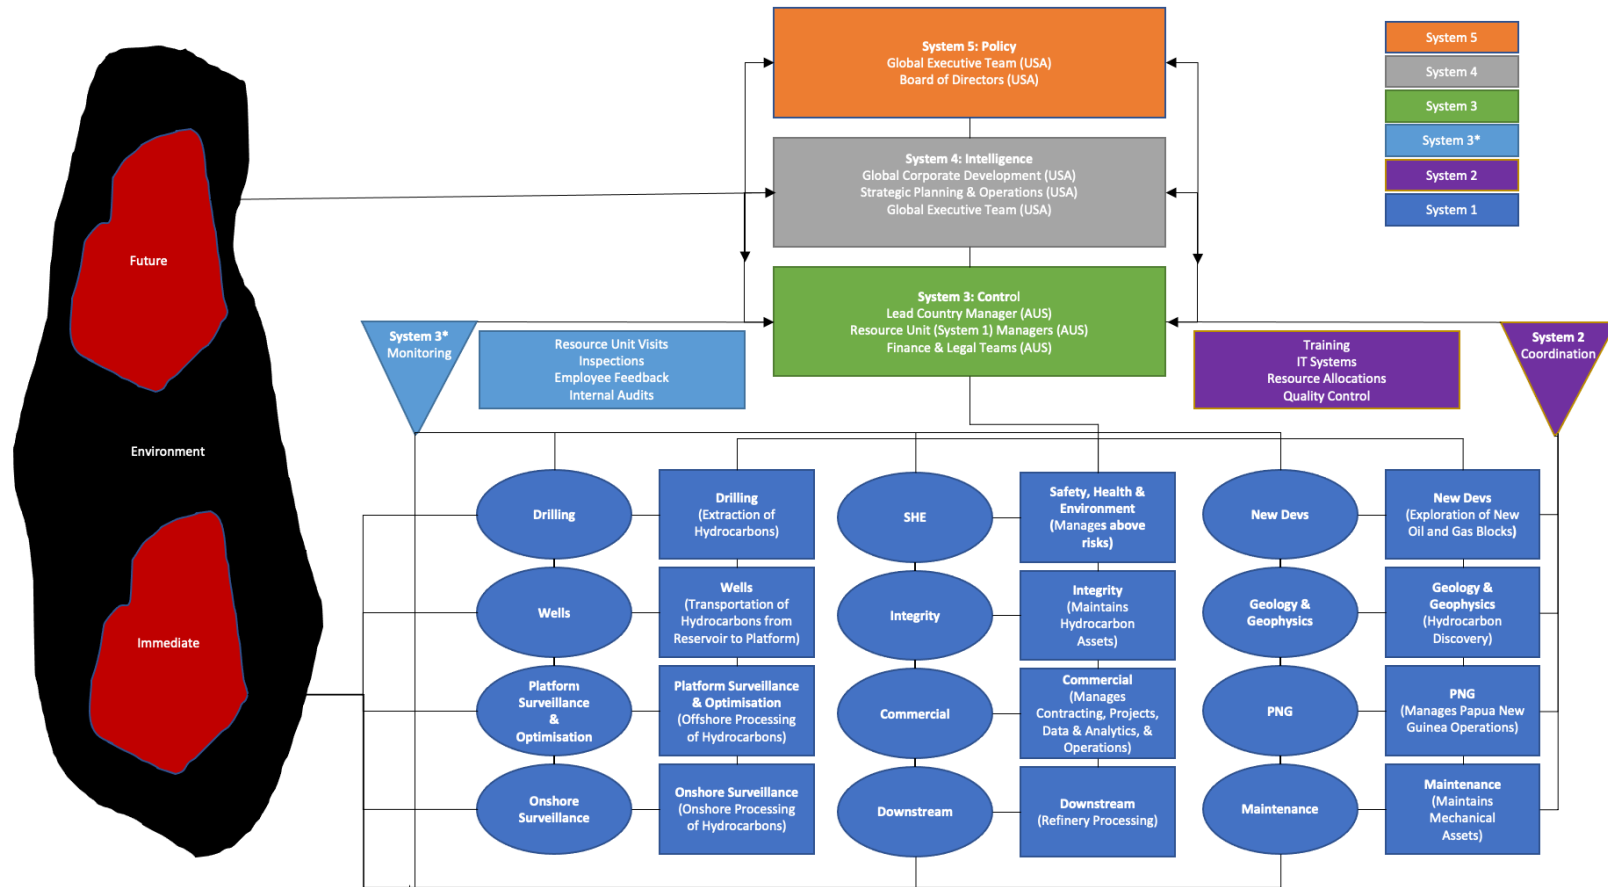 System 5: Policy
Global Executive Team (USA)
Board of Directors (USA)
System 5
System 4
System 3
System 3*
System 2
System 1
System 4: Intelligence
Global Corporate Development (USA)
Strategic Planning & Operations (USA)
Global Executive Team (USA)
Future
System 3: Control
Lead Country Manager (AUS)
Resource Unit (System 1) Managers (AUS)
Finance & Legal Teams (AUS)
System 3*
Monitoring
Resource Unit Visits
Inspections
Employee Feedback
Internal Audits
Training
IT Systems
Resource Allocations
Quality Control
System 2
Coordination
Environment
Immediate
Drilling
Drilling
(Extraction of
Hydrocarbons)
SHE
Safety, Health &
Environment
(Manages above
risks)
New Devs
New Devs
(Exploration of New
Oil and Gas Blocks)
Wells
Wells
(Transportation of
Hydrocarbons from
Reservoir to Platform)
Integrity
Integrity
(Maintains
Hydrocarbon
Assets)
Geology &
Geophysics
Geology &
Geophysics
(Hydrocarbon
Discovery)
Platform
Surveillance
&
Optimisation
Platform Surveillance
& Optimisation
(Offshore Processing
of Hydrocarbons)
Commercial
Commercial
(Manages
Contracting, Projects,
Data & Analytics, &
Operations)
PNG
PNG
(Manages Papua New
Guinea Operations)
Onshore
Surveillance
Onshore Surveillance
(Onshore Processing
of Hydrocarbons)
Downstream
Downstream
(Refinery Processing)
Maintenance
Maintenance
(Maintains
Mechanical
Assets)